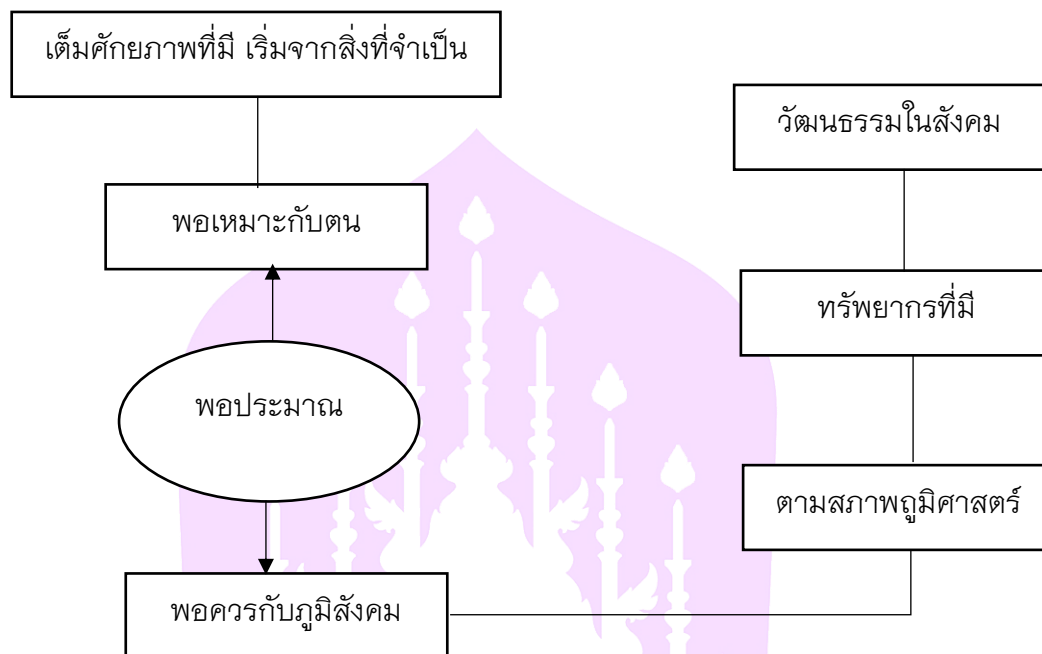 เต็มศักยภาพที่มี เริ่มจากสิ่งที่จำเป็น
วัฒนธรรมในสังคม
พอเหมาะกับตน
ทรัพยากรที่มี
พอประมาณ
ตามสภาพภูมิศาสตร์
พอควรกับภูมิสังคม